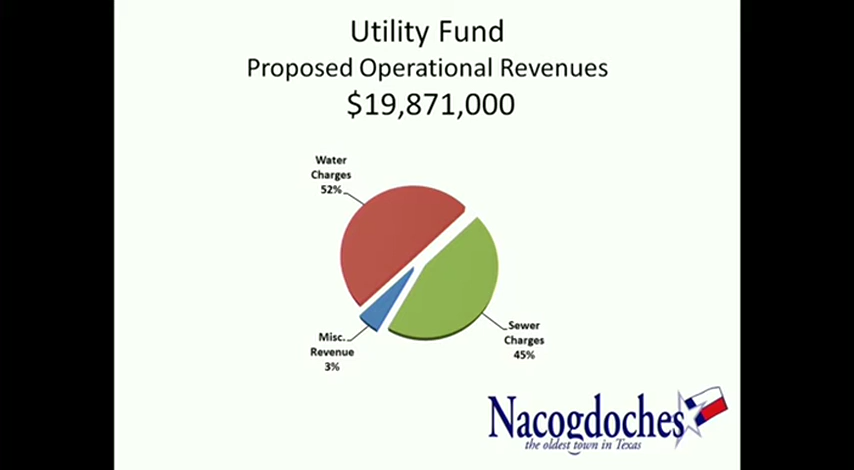 Utility Fund
Proposed Operational Revenues
$19,871,000
Water
Charges
52%
Sewer
Charges
45%
Misc.
Revenue
3%
Nacogdoches
the oldest town in Texas